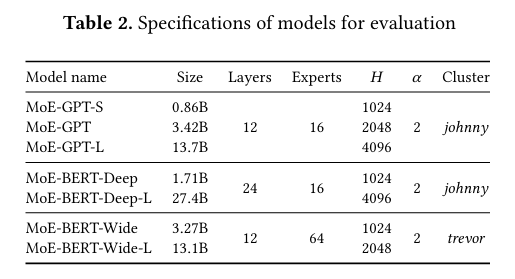 Table 2. Specifications of models for evaluation
Model name Size Layers Experts H α Cluster
MoE-GPT-S 0.86B 1024
MoE-GPT 3.42B 12 16 2048 2 johnny
MoE-GPT-L 13.7B 4096
MoE-BERT-Deep 1.71B 24 16 1024 2 johnny
MoE-BERT-Deep-L 27.4B 4096
MoE-BERT-Wide 3.27B 12 64 1024 2 trevor
MoE-BERT-Wide-L 13.1B 2048